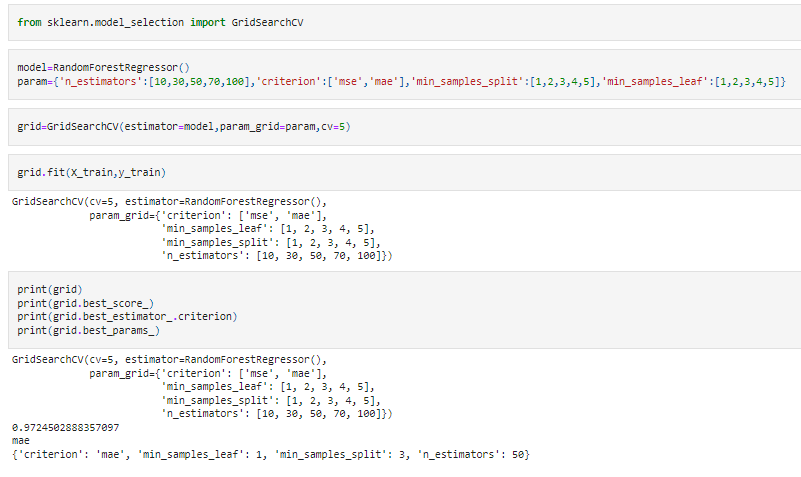 from sklearn.model_selection import GridSearchCV
model=RandomForestRegressor()
param={'n_estimators':[10,30,50,70,100],'criterion':['mse','mae'],'min_samples_split':[1,2,3,4,5],'min_samples_leaf':[1,2,3,4,5]}
grid=GridSearchCV(estimator=model,param_grid=param,cv=5)
grid.fit(X_train,y_train)
GridSearchCV(cv=5, estimator=RandomForestRegressor(),
             param_grid={'criterion': ['mse', 'mae'],
                         'min_samples_leaf': [1, 2, 3, 4, 5],
                         'min_samples_split': [1, 2, 3, 4, 5],
                         'n_estimators': [10, 30, 50, 70, 100]})
print(grid)
print(grid.best_score_)
print(grid.best_estimator_.criterion)
print(grid.best_params_)
GridSearchCV(cv=5, estimator=RandomForestRegressor(),
             param_grid={'criterion': ['mse', 'mae'],
                         'min_samples_leaf': [1, 2, 3, 4, 5],
                         'min_samples_split': [1, 2, 3, 4, 5],
                         'n_estimators': [10, 30, 50, 70, 100]})
0.9724502888357097
mae
{'criterion': 'mae', 'min_samples_leaf': 1, 'min_samples_split': 3, 'n_estimators': 50}